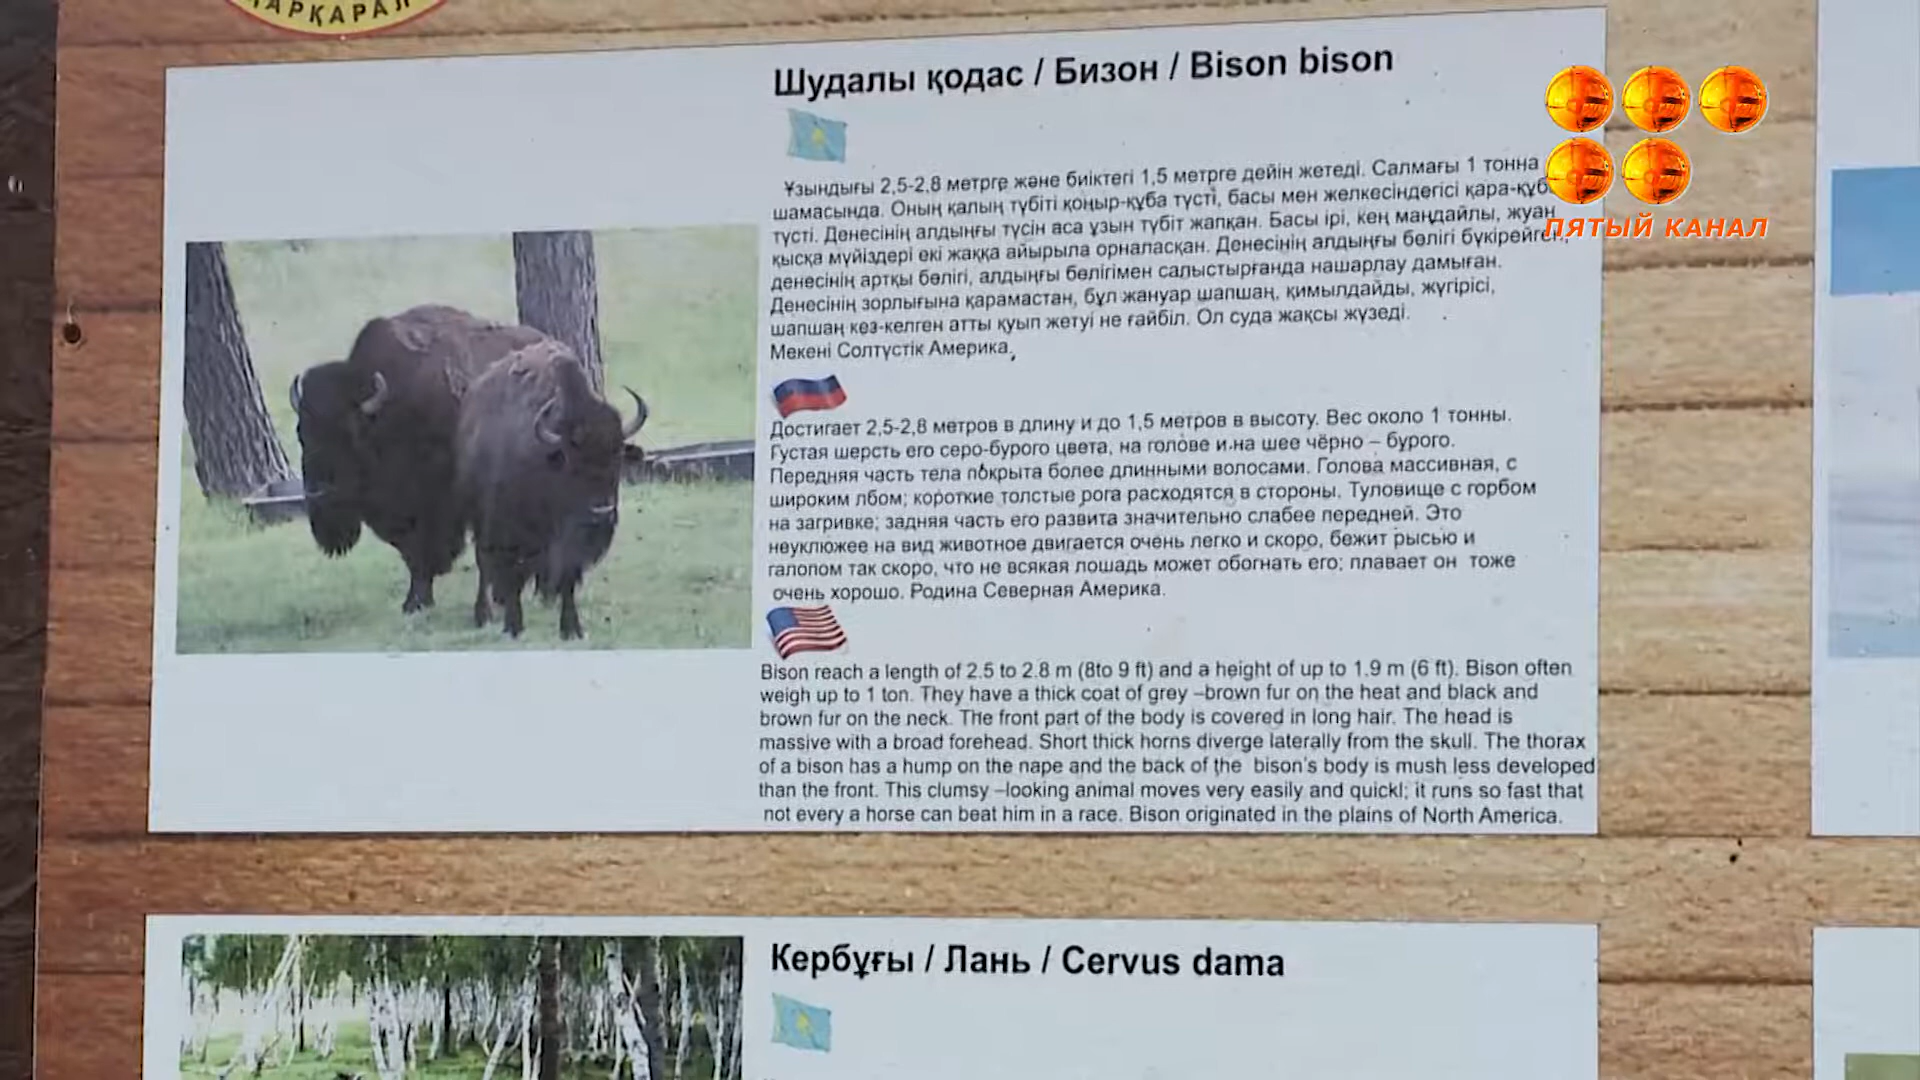 ҚАРҚАРАЛ
Шудалы қодас / Бизон / Bison bison
Ұзындығы 2,5-2,8 метрге және биіктегі 1,5 метрге дейін жетеді. Салмағы 1 тонна
шамасында. Оның қалың түбіті қоңыр-құба түсті, басы мен желкесіндегісі қара-құба
түсті. Денесінің алдыңғы түсін аса ұзын түбіт жапқан. Басы ірі, кең маңдайлы, жуан
қысқа мүйіздері екі жаққа айырыла орналасқан. Денесінің алдыңғы бөлігі бүкірейген,
денесінің артқы бөлігі, алдыңғы бөлігімен салыстырғанда нашарлау дамыған.
Денесінің зорлығына қарамастан, бұл жануар шапшаң, қимылдайды, жүгірісі,
шапшаң кез-келген атты қуып жетуі не ғайбіл. Ол суда жақсы жүзеді.
Мекені Солтүстік Америка.
Достигает 2,5-2,8 метров в длину и до 1,5 метров в высоту. Вес около 1 тонны.
Густая шерсть его серо-бурого цвета, на голове и на шее чёрно – бурого.
Передняя часть тела покрыта более длинными волосами. Голова массивная, с
широким лбом; короткие толстые рога расходятся в стороны. Туловище с горбом
на загривке; задняя часть его развита значительно слабее передней. Это
неуклюжее на вид животное двигается очень легко и скоро, бежит рысью и
галопом так скоро, что не всякая лошадь может обогнать его; плавает он тоже
очень хорошо. Родина Северная Америка.
Bison reach a length of 2.5 to 2.8 m (8to 9 ft) and a height of up to 1.9 m (6 ft). Bison often
weigh up to 1 ton. They have a thick coat of grey –brown fur on the heat and black and
brown fur on the neck. The front part of the body is covered in long hair. The head is
massive with a broad forehead. Short thick horns diverge laterally from the skull. The thorax
of a bison has a hump on the nape and the back of the bison's body is mush less developed
than the front. This clumsy –looking animal moves very easily and quickl; it runs so fast that
not every a horse can beat him in a race. Bison originated in the plains of North America.
Кербұғы / Лань / Cervus dama
ПЯТЫЙ КАНАЛ